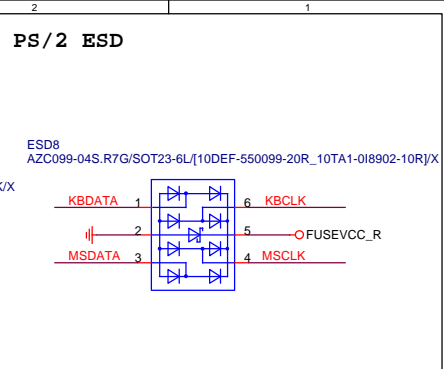 2 1
PS/2 ESD
ESD8
AZC099-04S.R7G/SOT23-6L/[10DEF-550099-20R_10TA1-0I8902-10R]/X
/X
KBDATA 1 6 KBCLK
2 5 FUSEVCC_R
MSDATA 3 4 MSCLK